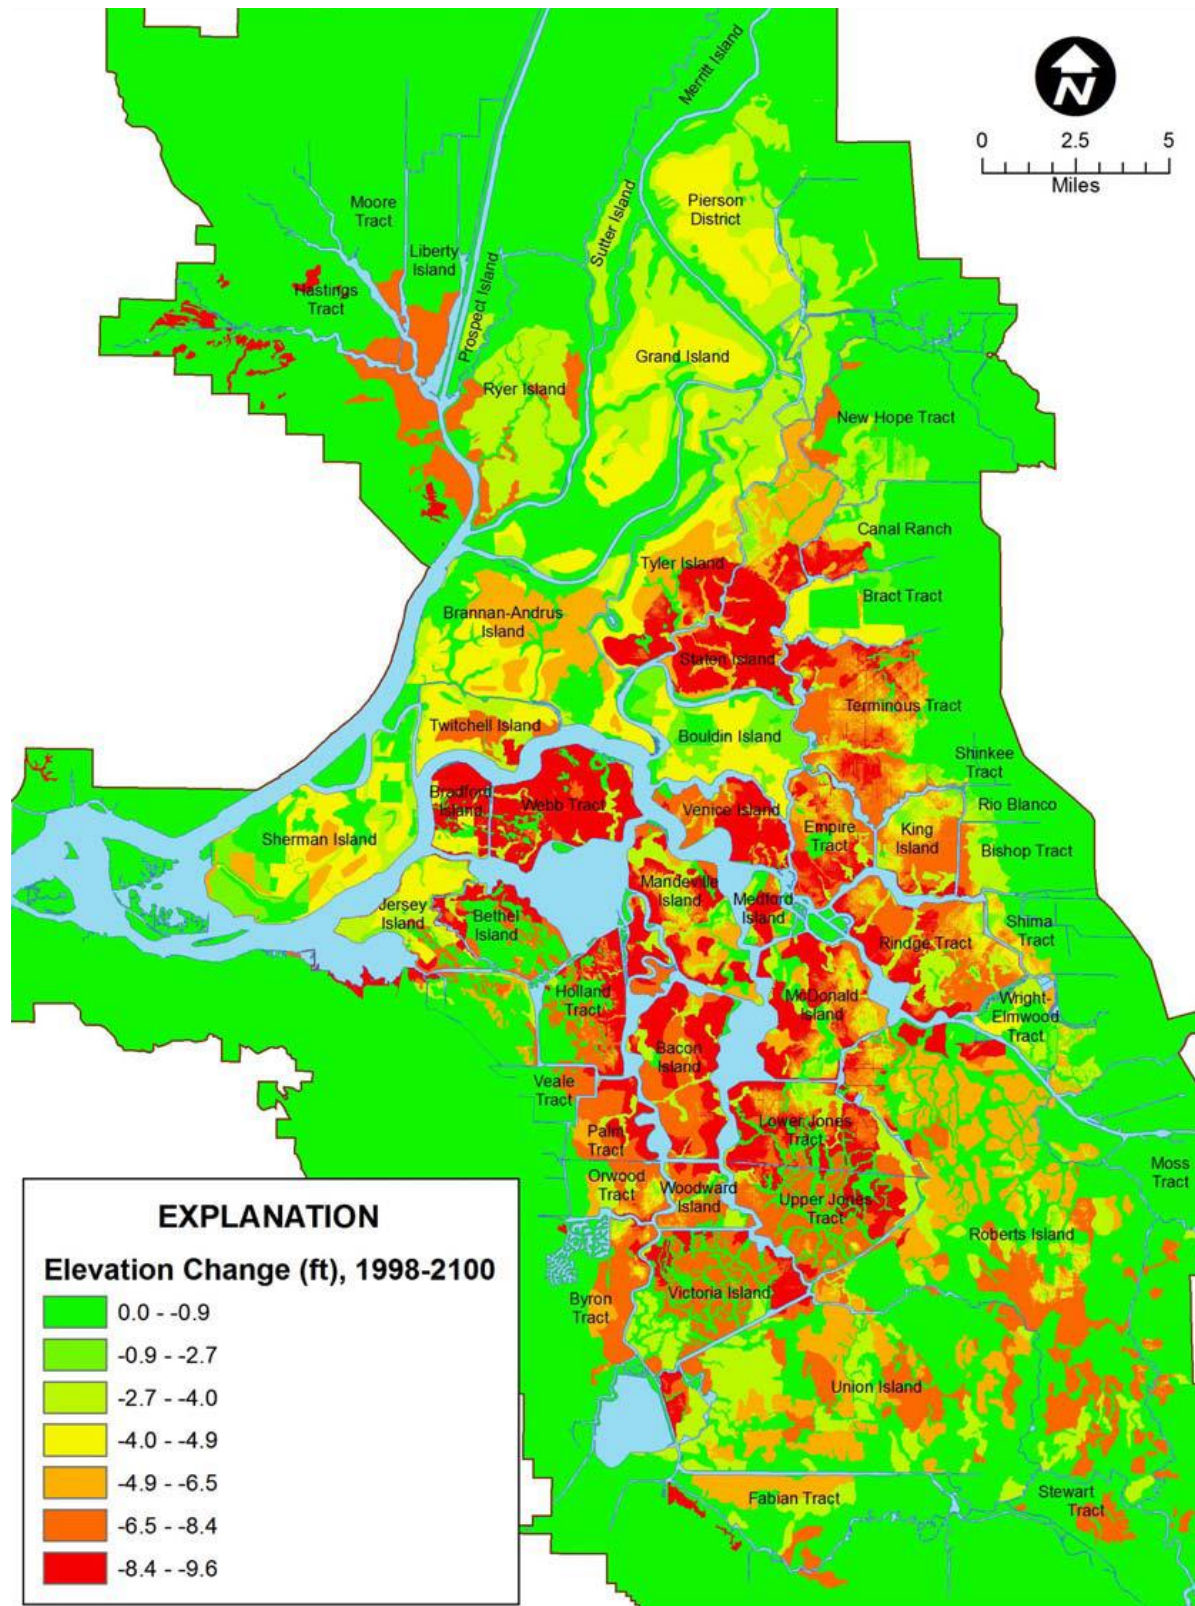 Merritt Island
N
0 2.5 5
Miles
Moore
Tract
Pierson
District
Sutter Island
Liberty
Island
Hastings
Tract
Prospect Island
Grand Island
Ryer Island
New Hope Tract
Canal Ranch
Tyler Island
Bract Tract
Brannan-Andrus
Island
Staten Island
Terminous Tract
Twitchell Island
Bouldin Island
Shinkee
Tract
Bradford
Island
Webb Tract
Venice Island
Rio Blanco
Sherman Island
Empire
Tract
King
Island
Bishop Tract
Mandeville
Island
Medford
Island
Jersey
Island
Bethel
Island
Shima
Tract
Rindge Tract
Holland
Tract
McDonald
Island
Wright-
Elmwood
Tract
Bacon
Island
Veale
Tract
Palm
Tract
Lower Jones
Tract
Moss
Tract
Orwood
Tract
Woodward
Island
Upper Jones
Tract
Roberts Island
Byron
Tract
Victoria Island
Union Island
Fabian Tract
Stewart
Tract
EXPLANATION
Elevation Change (ft), 1998-2100
0.0 - -0.9
-0.9 - -2.7
-2.7 - -4.0
-4.0 - -4.9
-4.9 - -6.5
-6.5 - -8.4
-8.4 - -9.6